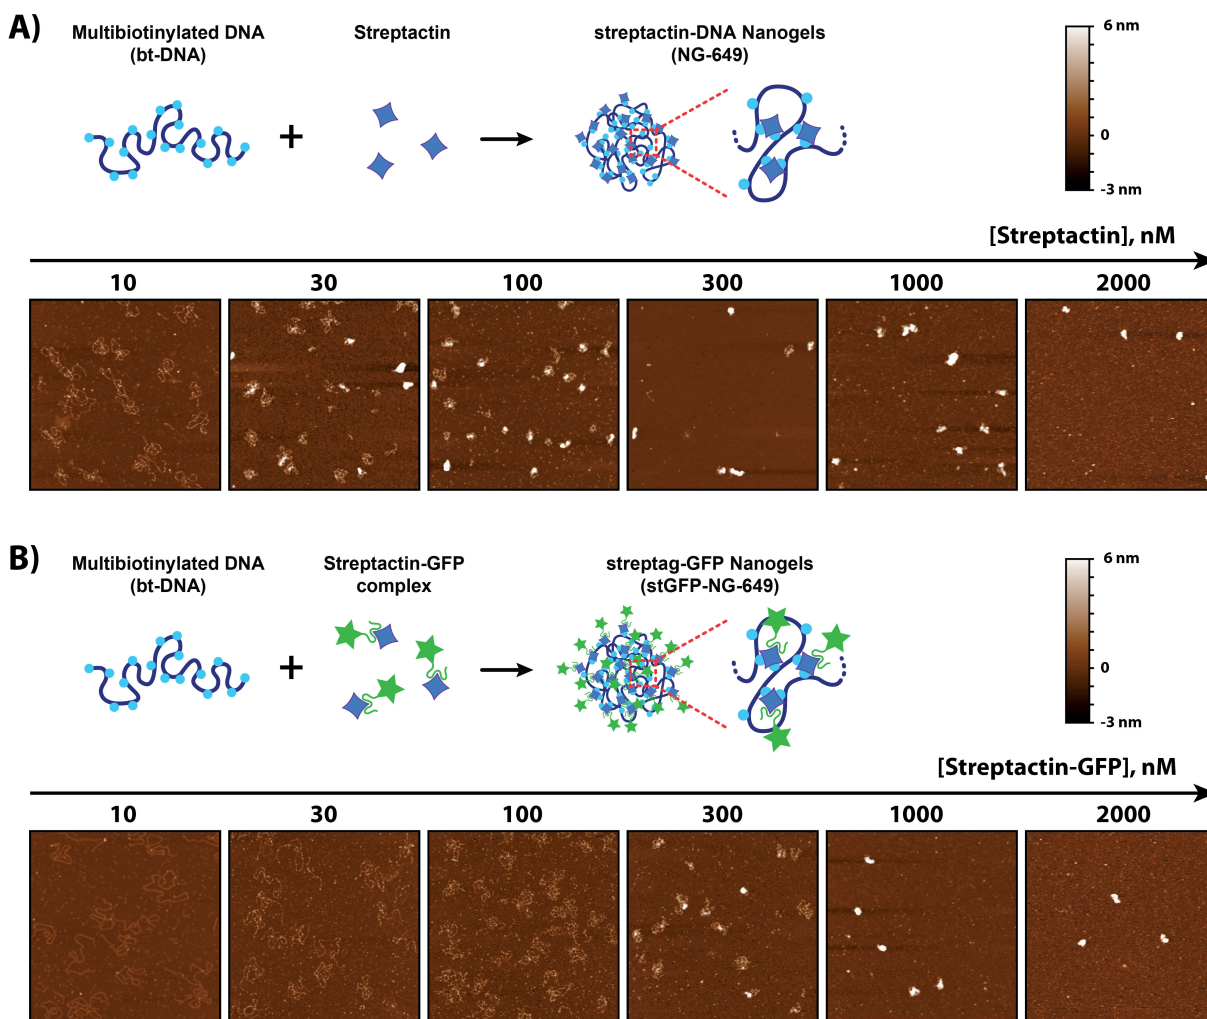 A)
Multibiotinylated DNA
(bt-DNA)
Streptactin
streptactin-DNA Nanogels
(NG-649)
6 nm
0
-3 nm
[Streptactin], nM
10 30 100 300 1000 2000
B)
Multibiotinylated DNA
(bt-DNA)
Streptactin-GFP
complex
streptag-GFP Nanogels
(stGFP-NG-649)
6 nm
0
-3 nm
[Streptactin-GFP], nM
10 30 100 300 1000 2000